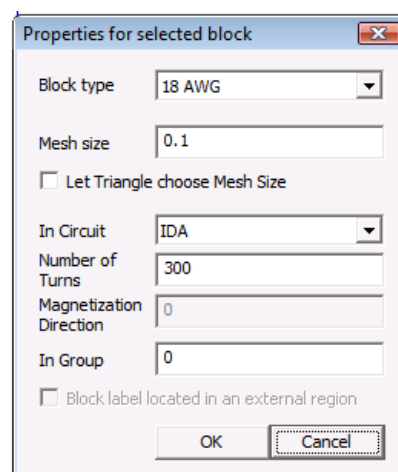 Properties for selected block
Block type 18 AWG
Mesh size 0.1
Let Triangle choose Mesh Size
In Circuit IDA
Number of
Turns 300
Magnetization
Direction 0
In Group 0
Block label located in an external region
OK Cancel